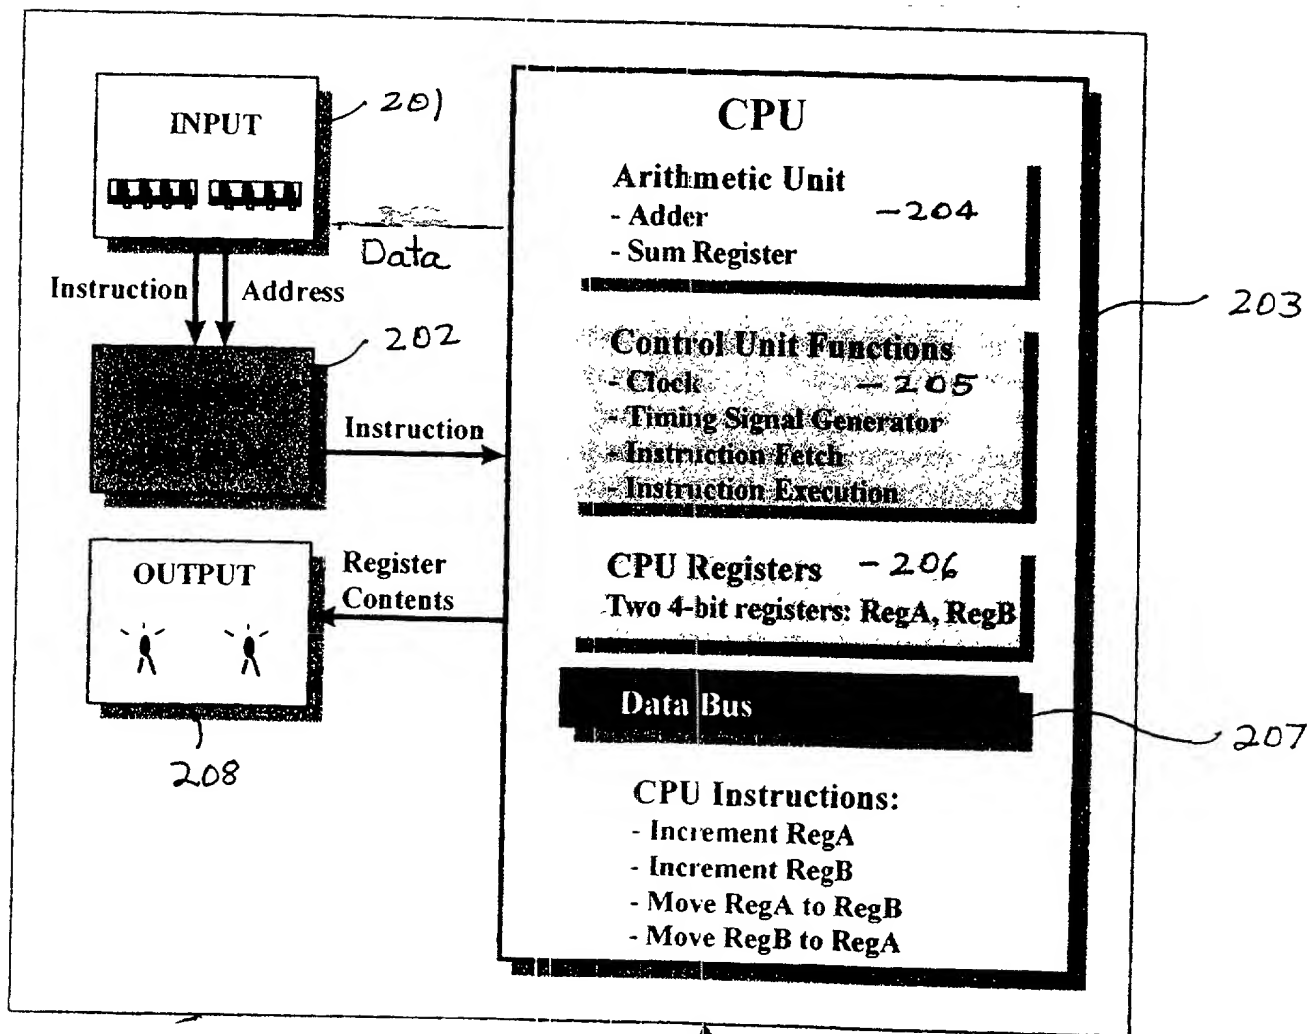 INPUT
201
Data
Instruction
Address
202
Instruction
OUTPUT
Register
Contents
208
CPU
Arithmetic Unit
- Adder
- 204
- Sum Register
203
Control Unit Functions
- Clock
- 205
- Timing Signal Generator
- Instruction Fetch
- Instruction Execution
CPU Registers - 206
Two 4-bit registers: RegA, RegB
Data Bus
207
CPU Instructions:
- Increment RegA
- Increment RegB
- Move RegA to RegB
- Move RegB to RegA